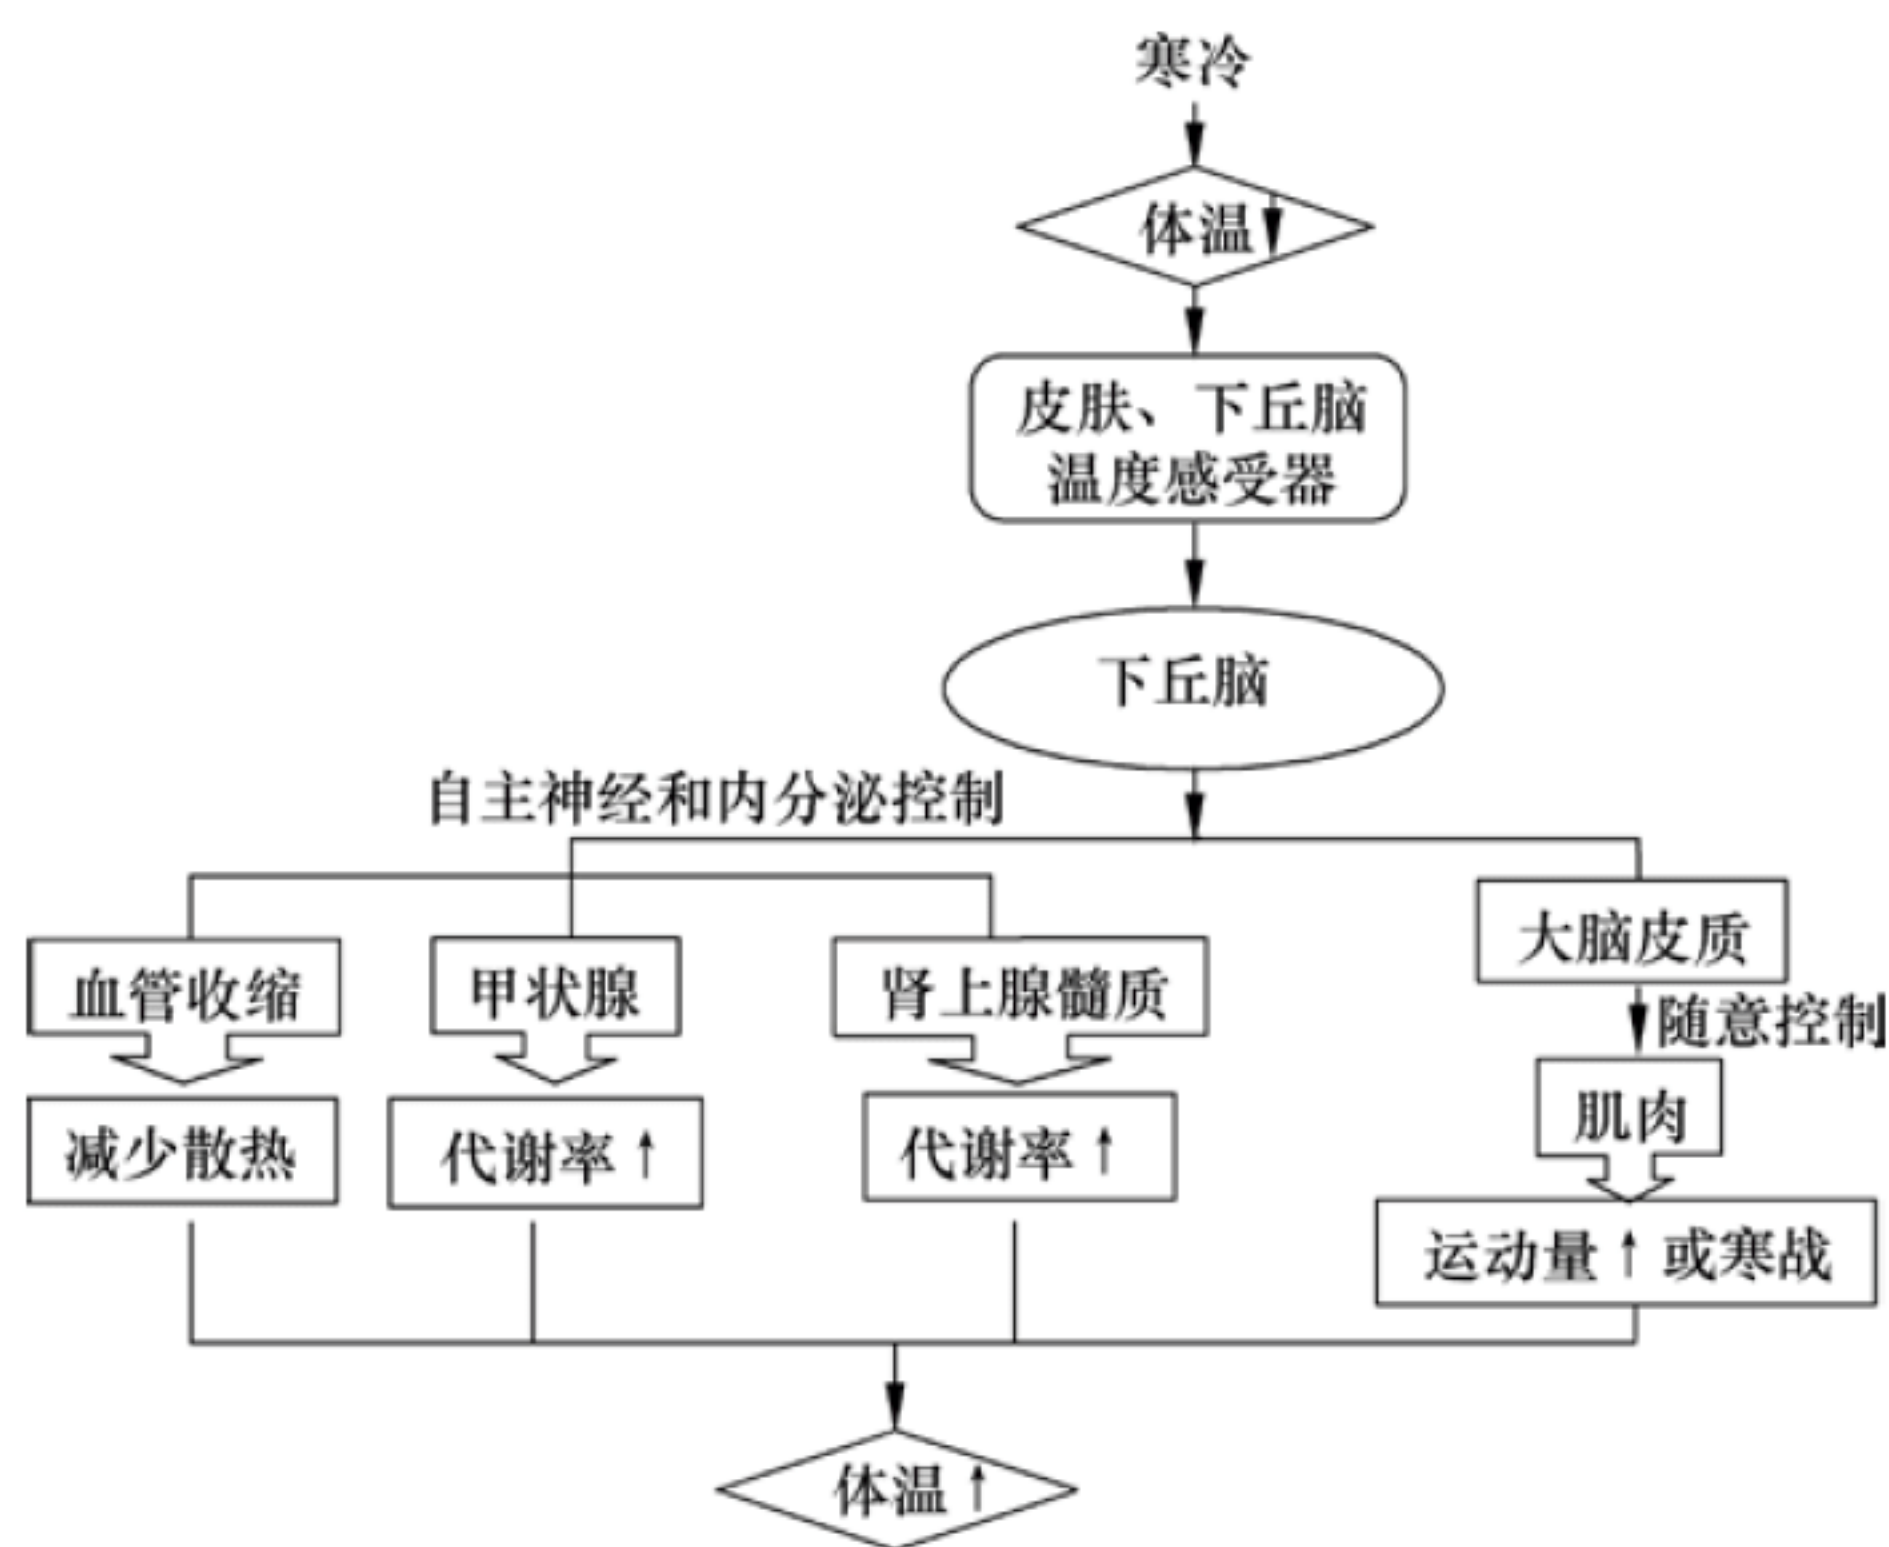 寒冷
体温↓
皮肤、下丘脑
温度感受器
下丘脑
自主神经和内分泌控制
大脑皮质
血管收缩
甲状腺
肾上腺髓质
随意控制
肌肉
减少散热
代谢率↑
代谢率↑
运动量↑或寒战
体温↑